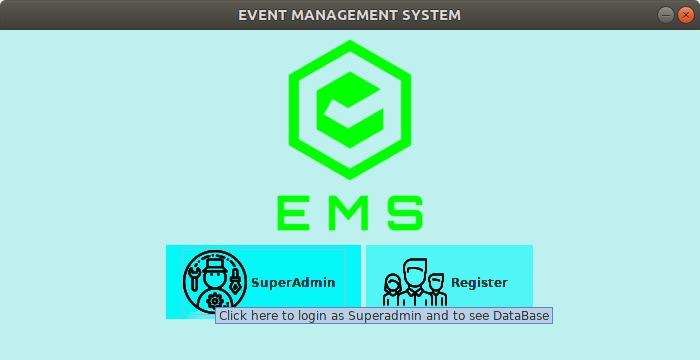 EVENT MANAGEMENT SYSTEM
EMS
SuperAdmin
Register
Click here to login as Superadmin and to see DataBase